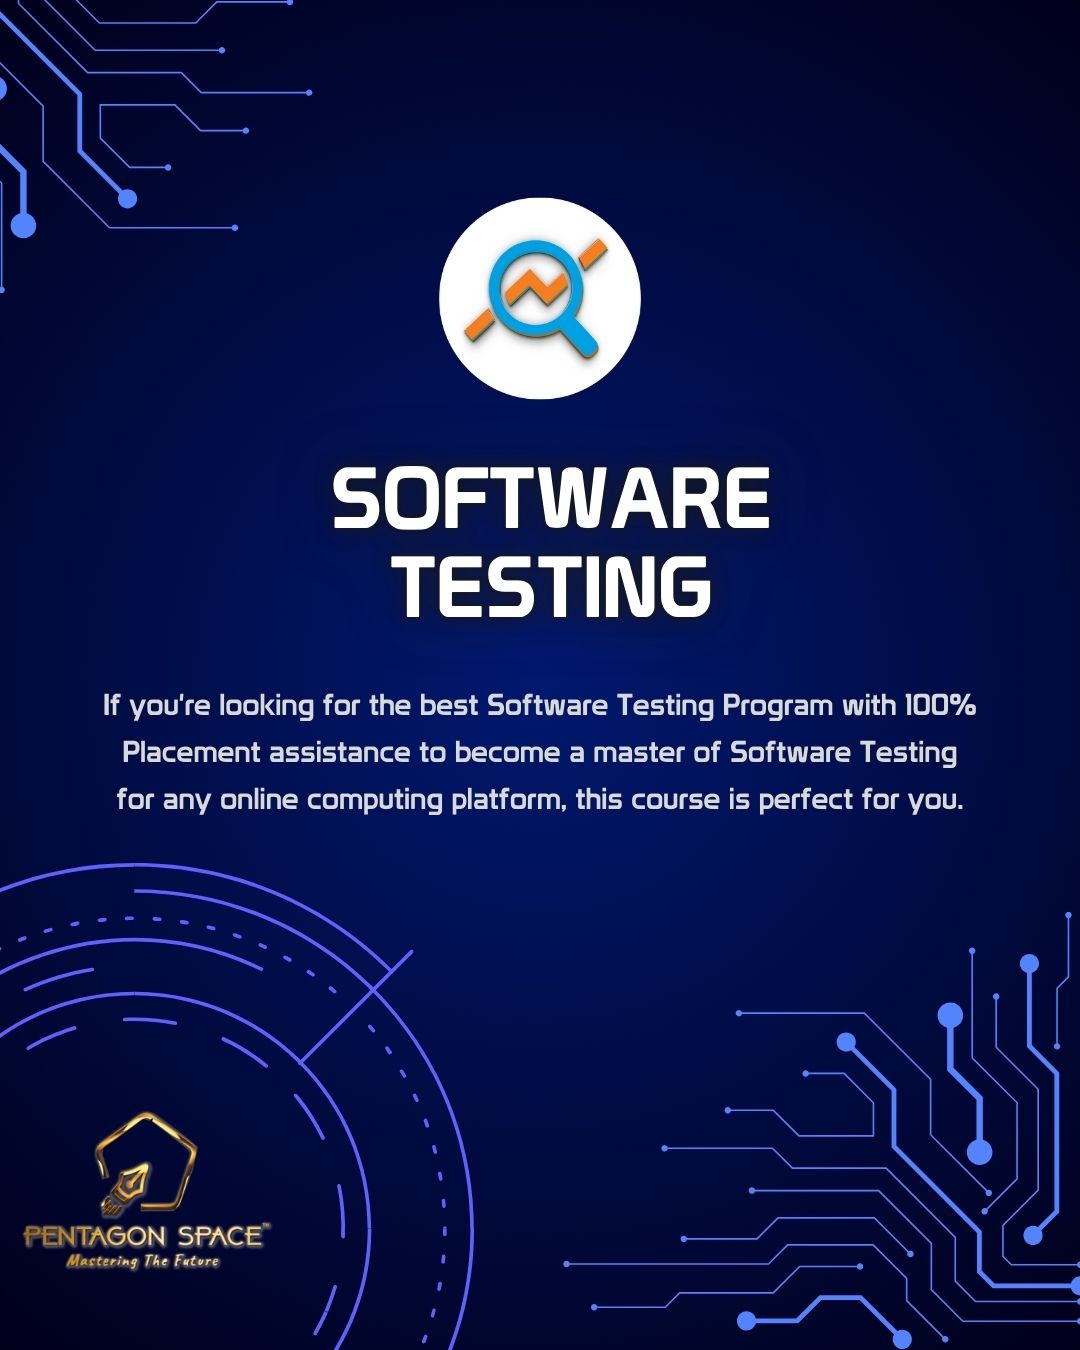 SOFTWARE
TESTING
If you're looking for the best Software Testing Program with 100%
Placement assistance to become a master of Software Testing
for any online computing platform, this course is perfect for you.
PENTAGON SPACE™
Mastering The Future